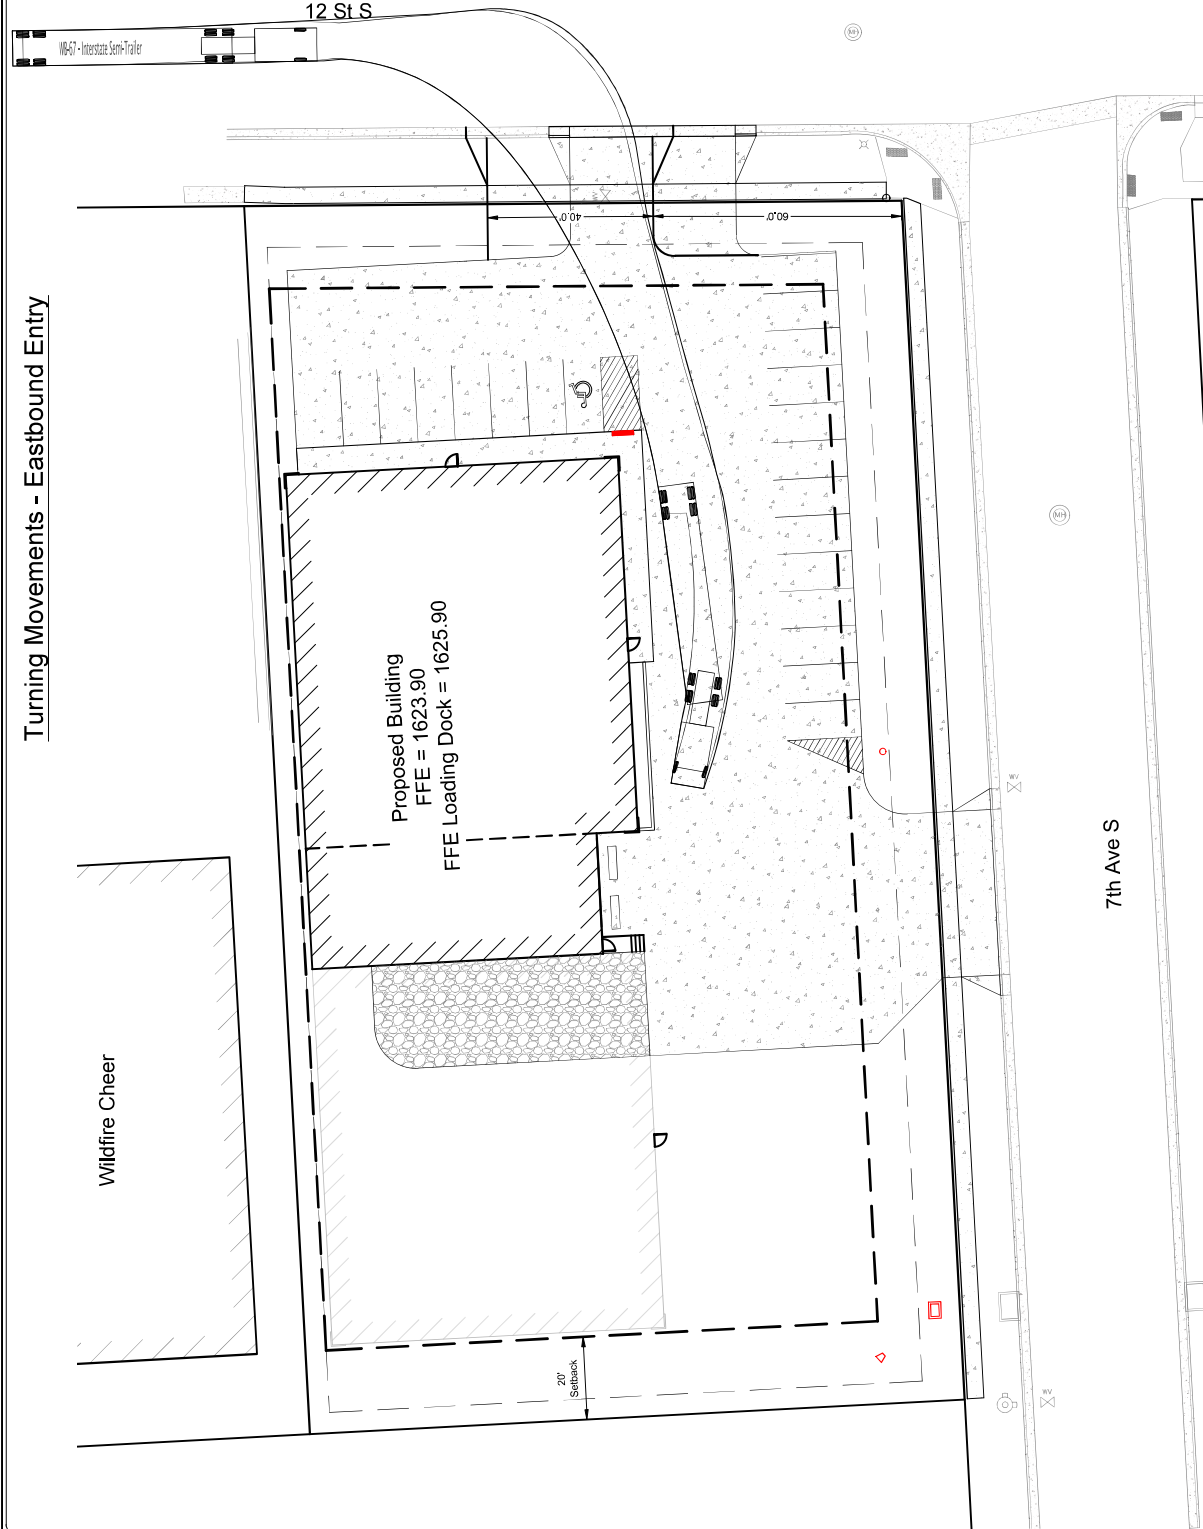 12 St S
WB-67 - Interstate Semi-Trailer
MH
WV
40.0'
60.0'
Turning Movements - Eastbound Entry
Proposed Building
FFE = 1623.90
FFE Loading Dock = 1625.90
MH
WV
7th Ave S
Wildfire Cheer
20'
Setback
WV